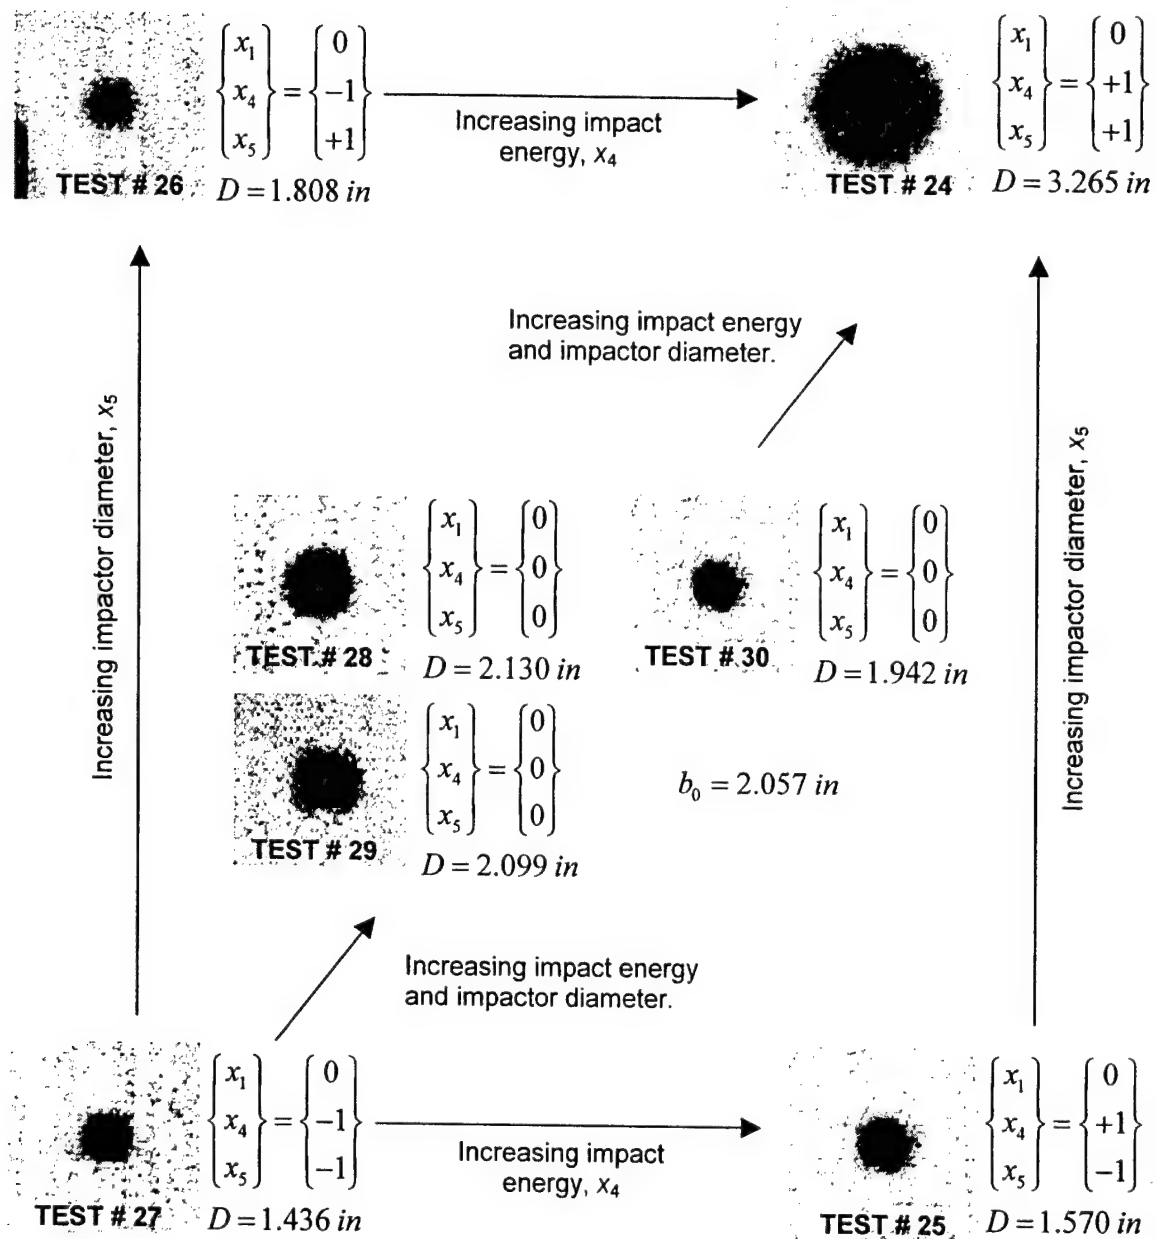 {x₁ x₄ x₅} = {0 −1 +1}
TEST # 26
D = 1.808 in
Increasing impact
energy, x₄
{x₁ x₄ x₅} = {0 +1 +1}
TEST # 24
D = 3.265 in
Increasing impact energy
and impactor diameter.
Increasing impactor diameter, x₅
Increasing impactor diameter, x₅
{x₁ x₄ x₅} = {0 0 0}
TEST # 28
D = 2.130 in
{x₁ x₄ x₅} = {0 0 0}
TEST # 30
D = 1.942 in
{x₁ x₄ x₅} = {0 0 0}
TEST # 29
D = 2.099 in
b₀ = 2.057 in
Increasing impact energy
and impactor diameter.
{x₁ x₄ x₅} = {0 −1 −1}
TEST # 27
D = 1.436 in
Increasing impact
energy, x₄
{x₁ x₄ x₅} = {0 +1 −1}
TEST # 25
D = 1.570 in